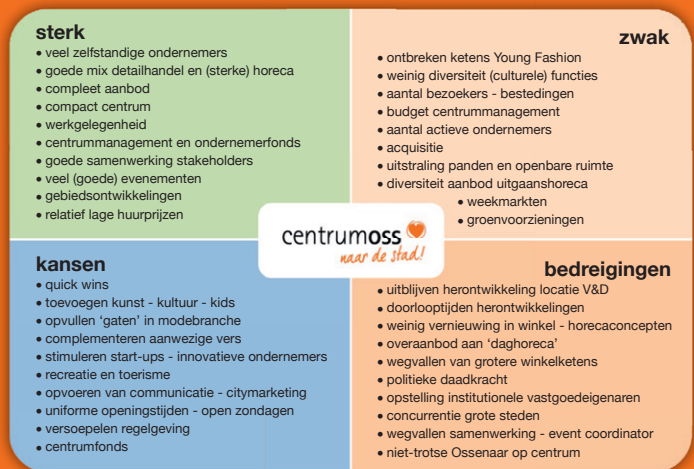 sterk
• veel zelfstandige ondernemers
• goede mix detailhandel en (sterke) horeca
• compleet aanbod
• compact centrum
• werkgelegenheid
• centrummanagement en ondernemerfonds
• goede samenwerking stakeholders
• veel (goede) evenementen
• gebiedsontwikkelingen
• relatief lage huurprijzen
zwak
• ontbreken ketens Young Fashion
• weinig diversiteit (culturele) functies
• aantal bezoekers - bestedingen
• budget centrummanagement
• aantal actieve ondernemers
• acquisitie
• uitstraling panden en openbare ruimte
• diversiteit aanbod uitgaanshoreca
• weekmarkten
• groenvoorzieningen
centrumoss
naar de stad!
kansen
• quick wins
• toevoegen kunst - kultuur - kids
• opvullen ‘gaten’ in modebranche
• complementeren aanwezige vers
• stimuleren start-ups - innovatieve ondernemers
• recreatie en toerisme
• opvoeren van communicatie - citymarketing
• uniforme openingstijden - open zondagen
• versoepelen regelgeving
• centrumfonds
bedreigingen
• uitblijven herontwikkeling locatie V&D
• doorlooptijden herontwikkelingen
• weinig vernieuwing in winkel - horecaconcepten
• overaanbod aan ‘daghoreca’
• wegvallen van grotere winkelketens
• politieke daadkracht
• opstelling institutionele vastgoedeigenaren
• concurrentie grote steden
• wegvallen samenwerking - event coordinator
• niet-trotse Ossenaar op centrum